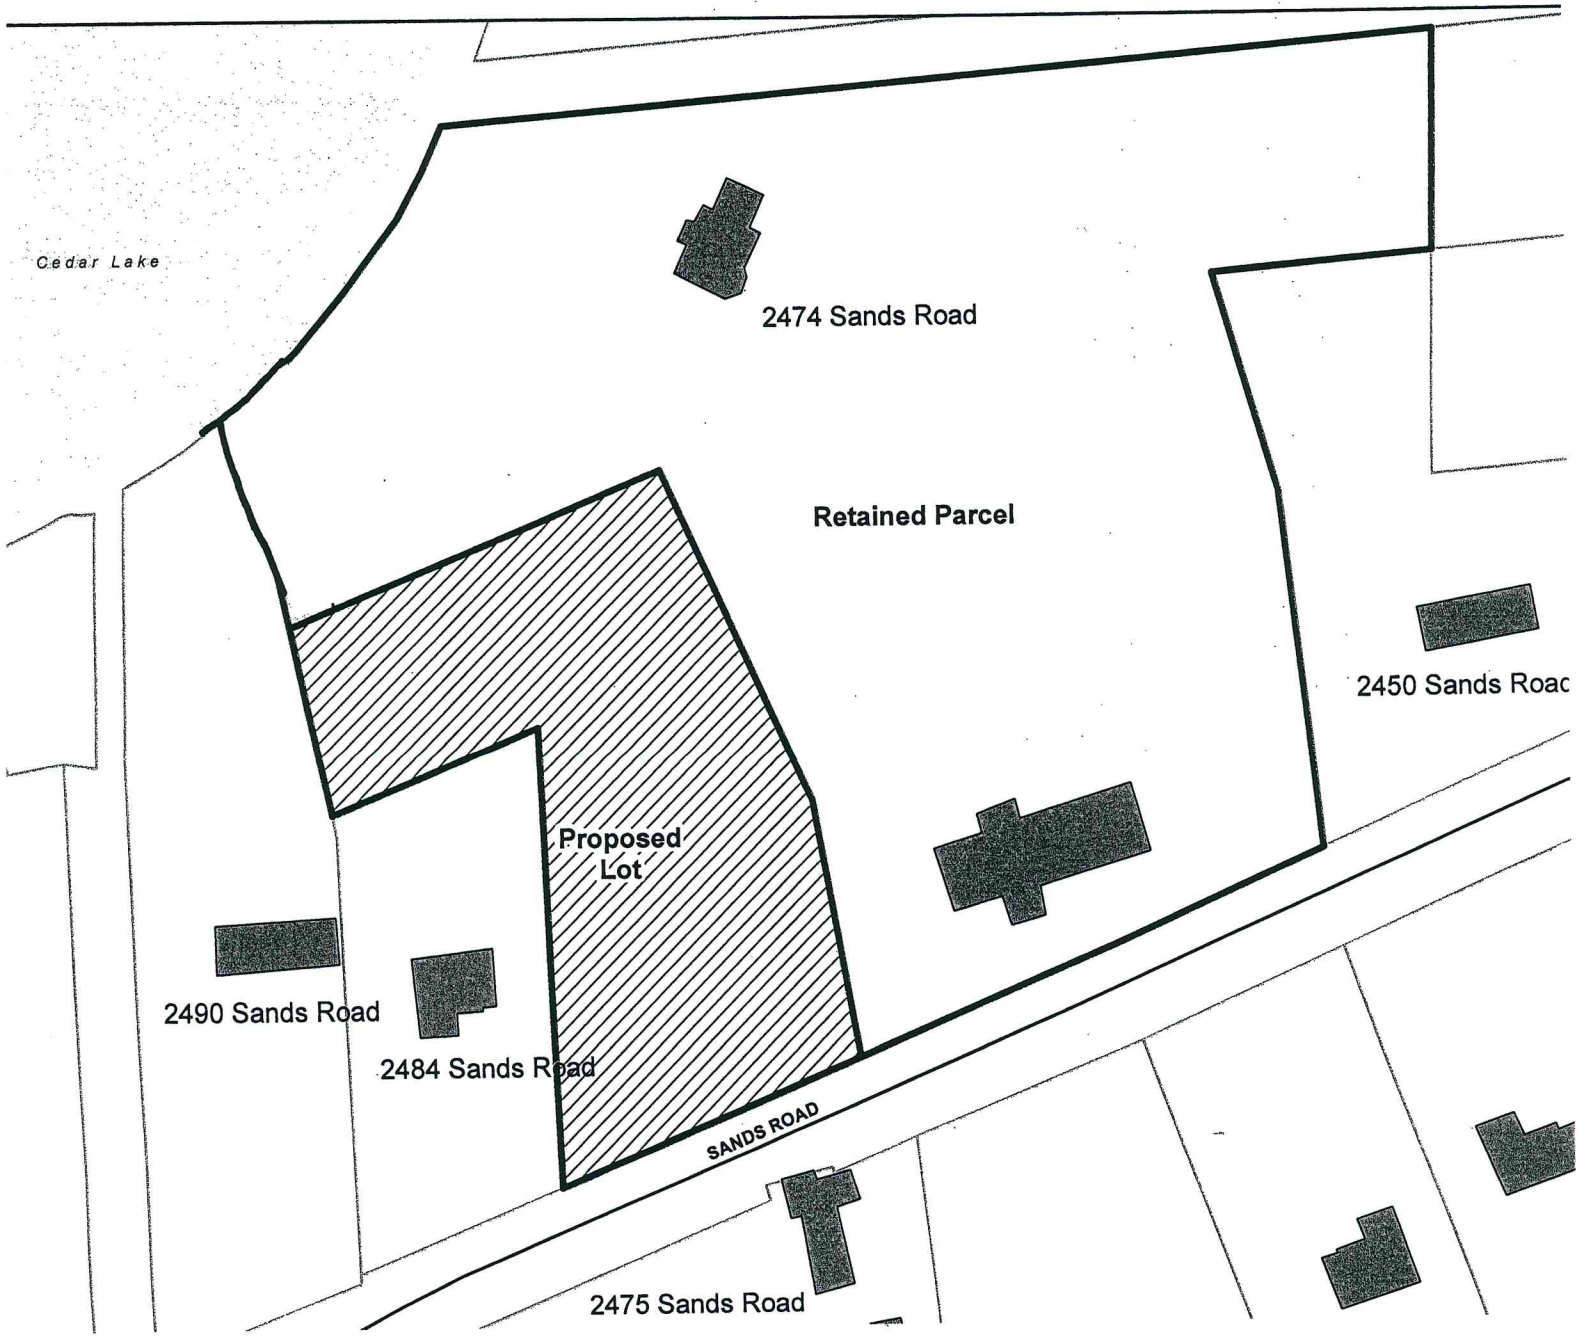 Cedar Lake
2474 Sands Road
Retained Parcel
2450 Sands Roac
Proposed
Lot
2490 Sands Road
2484 Sands Road
SANDS ROAD
2475 Sands Road